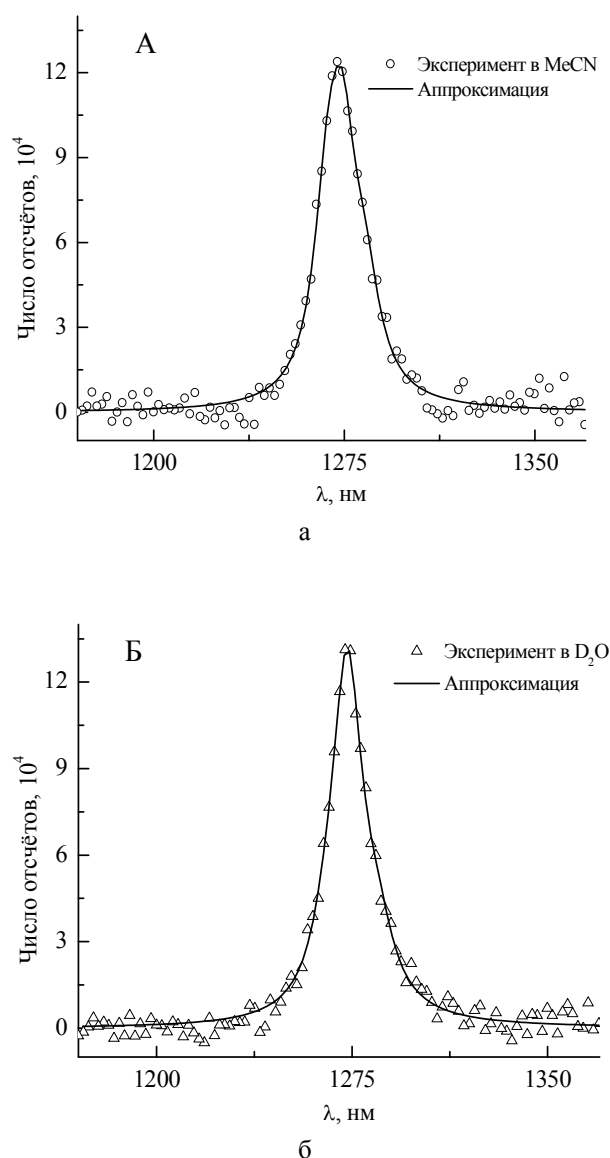 А
Эксперимент в MeCN
Аппроксимация
Число отсчётов, 10⁴
12
9
6
3
0
1200 1275 1350
λ, нм
а
Б
Эксперимент в D₂O
Аппроксимация
Число отсчётов, 10⁴
12
9
6
3
0
1200 1275 1350
λ, нм
б